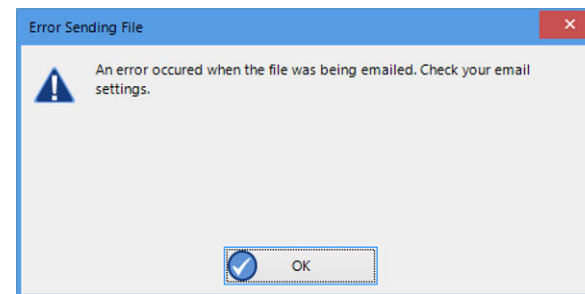 Error Sending File
An error occured when the file was being emailed. Check your email
settings.
OK